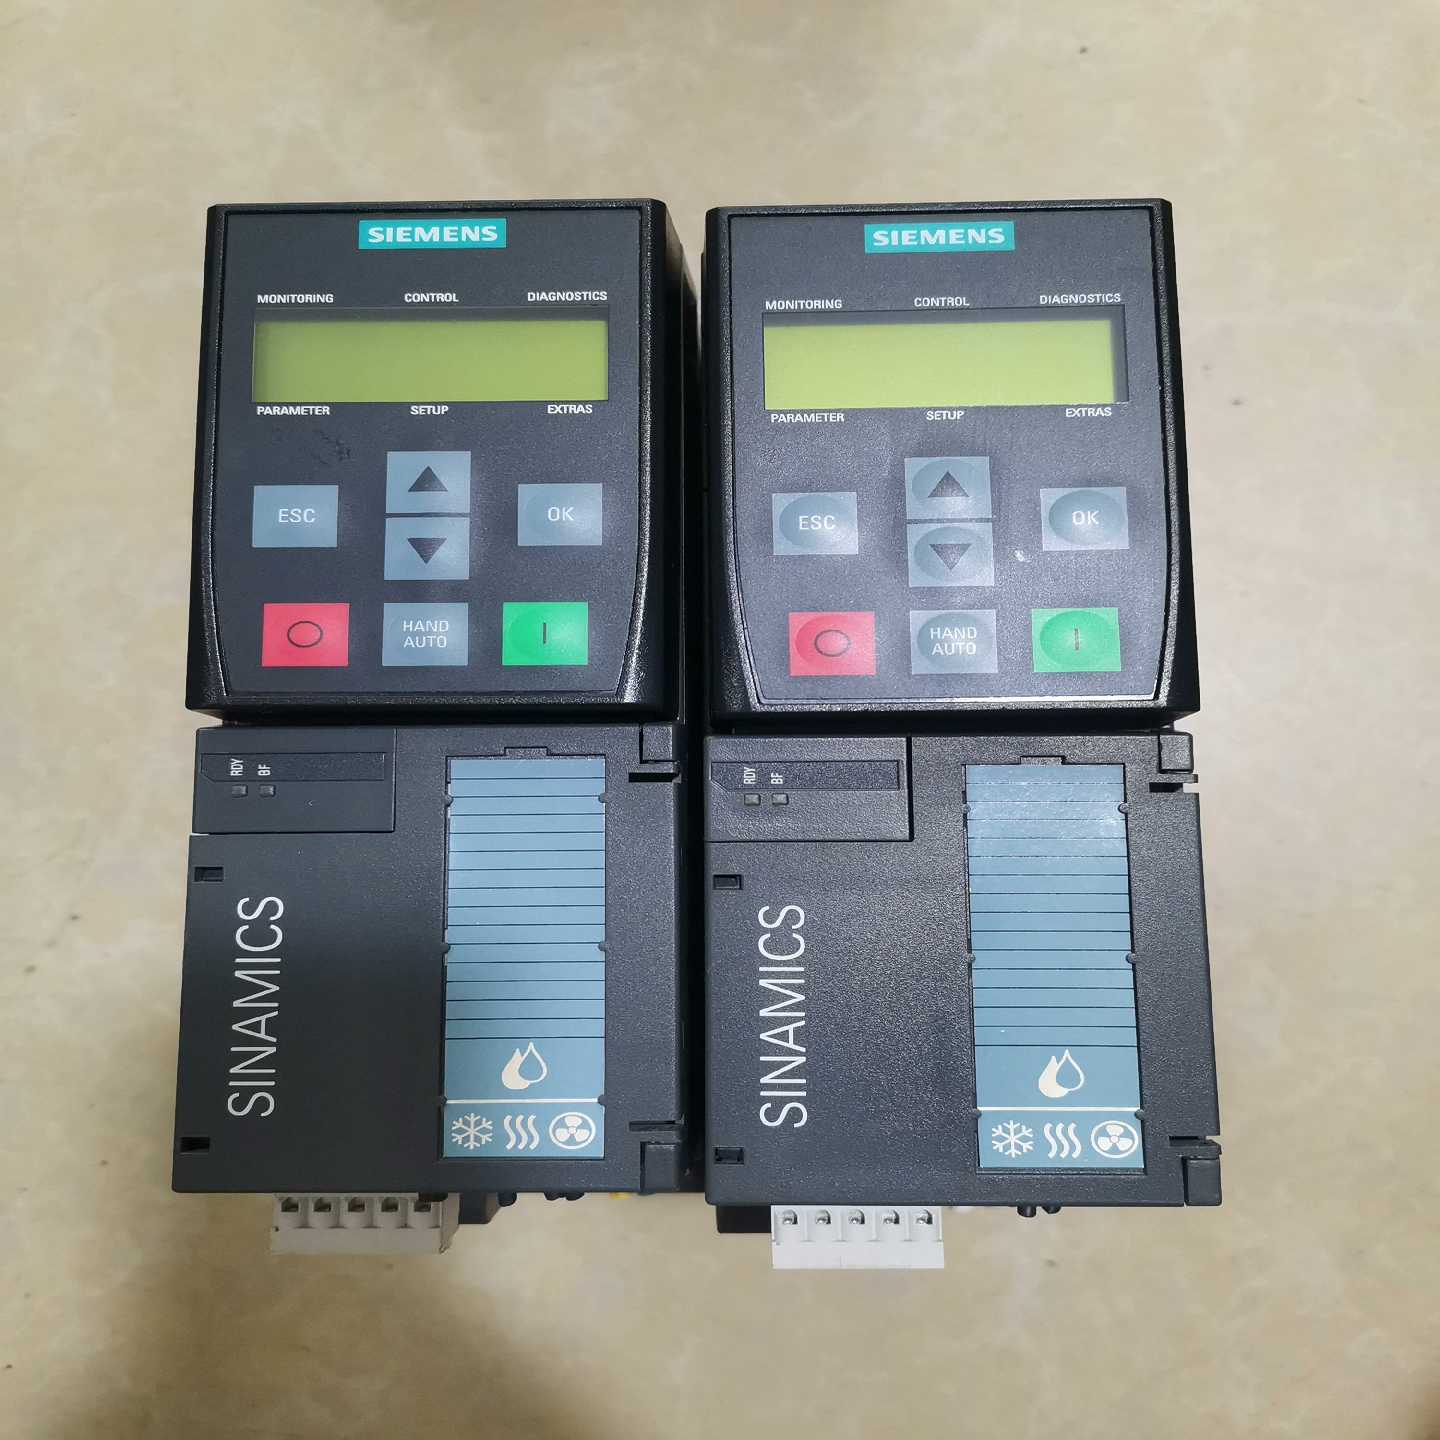 SIEMENS
MONITORING CONTROL DIAGNOSTICS
PARAMETER SETUP EXTRAS
ESC
OK
HAND
AUTO
RDY
BF
SINAMICS
SIEMENS
MONITORING CONTROL DIAGNOSTICS
PARAMETER SETUP EXTRAS
ESC
OK
HAND
AUTO
RDY
BF
SINAMICS